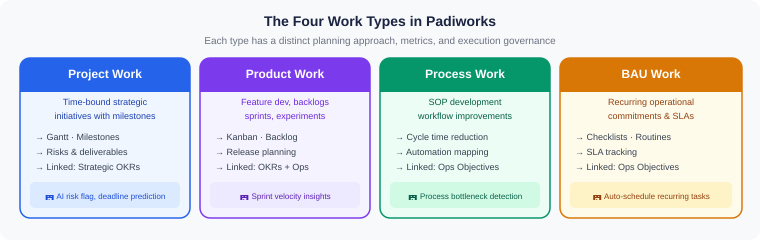 The Four Work Types in Padiworks
Each type has a distinct planning approach, metrics, and execution governance
Project Work
Time-bound strategic
initiatives with milestones
→ Gantt · Milestones
→ Risks & deliverables
→ Linked: Strategic OKRs
AI risk flag, deadline prediction
Product Work
Feature dev, backlogs
sprints, experiments
→ Kanban · Backlog
→ Release planning
→ Linked: OKRs + Ops
Sprint velocity insights
Process Work
SOP development
workflow improvements
→ Cycle time reduction
→ Automation mapping
→ Linked: Ops Objectives
Process bottleneck detection
BAU Work
Recurring operational
commitments & SLAs
→ Checklists · Routines
→ SLA tracking
→ Linked: Ops Objectives
Auto-schedule recurring tasks